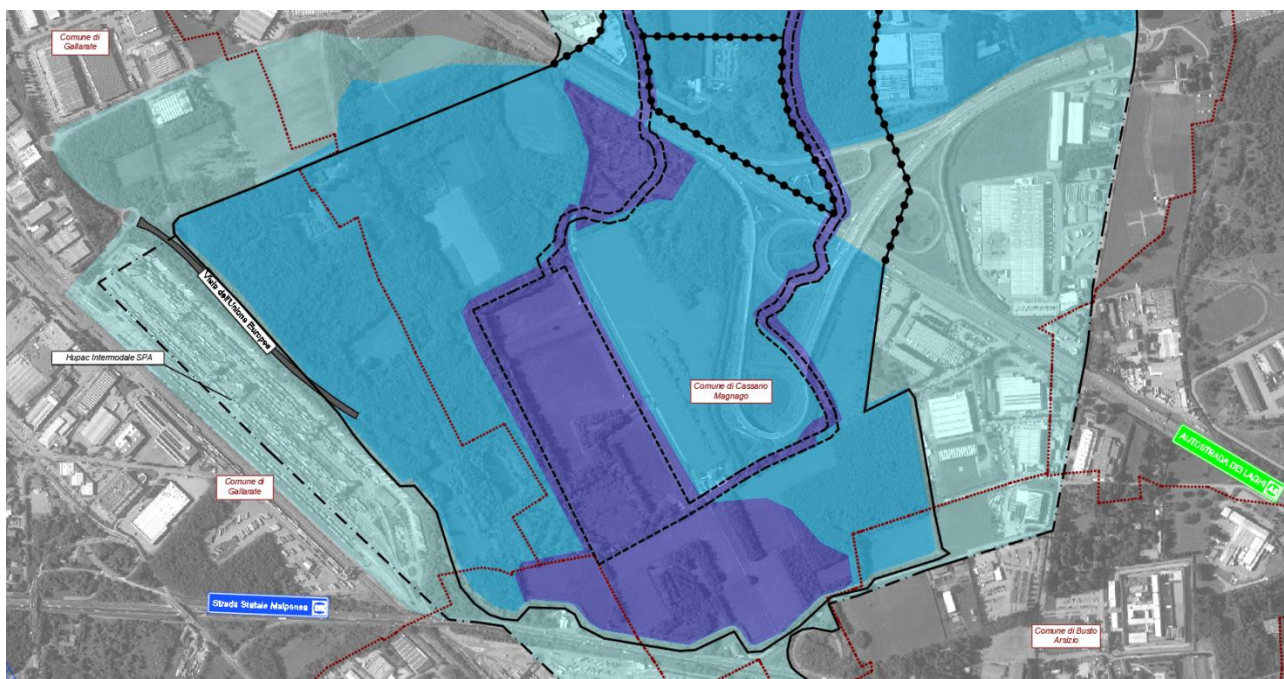 Comune di
Gallarate
Viale dell'Unione Europea
Hupac Intermodale SPA
Comune di Cassano
Magnago
AUTOSTRADA DEI LAGHI A8
Comune di
Gallarate
Strada Statale Malpensa
Comune di Busto
Arsizio